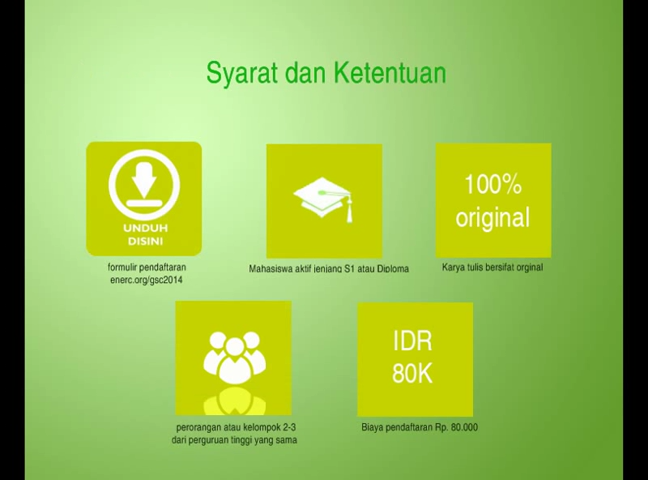 Syarat dan Ketentuan
UNDUH
DISINI
formulir pendaftaran
enerc.org/gsc2014
Mahasiswa aktif jenjang S1 atau Diploma
100%
original
Karya tulis bersifat orginal
perorangan atau kelompok 2-3
dari perguruan tinggi yang sama
IDR
80K
Biaya pendaftaran Rp. 80.000